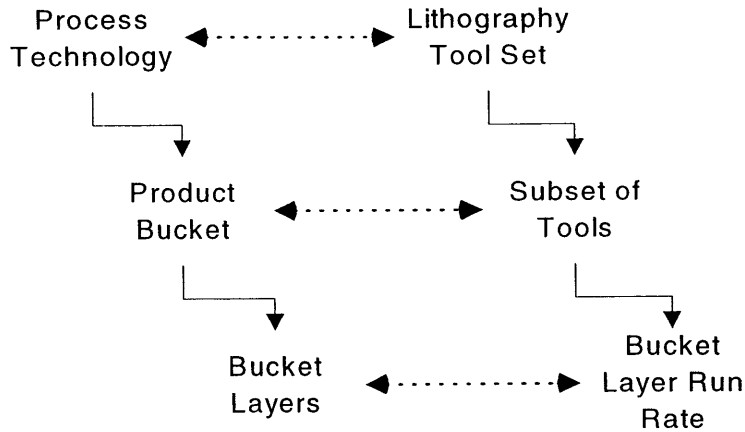 Process
Technology
Lithography
Tool Set
Product
Bucket
Subset of
Tools
Bucket
Layers
Bucket
Layer Run
Rate